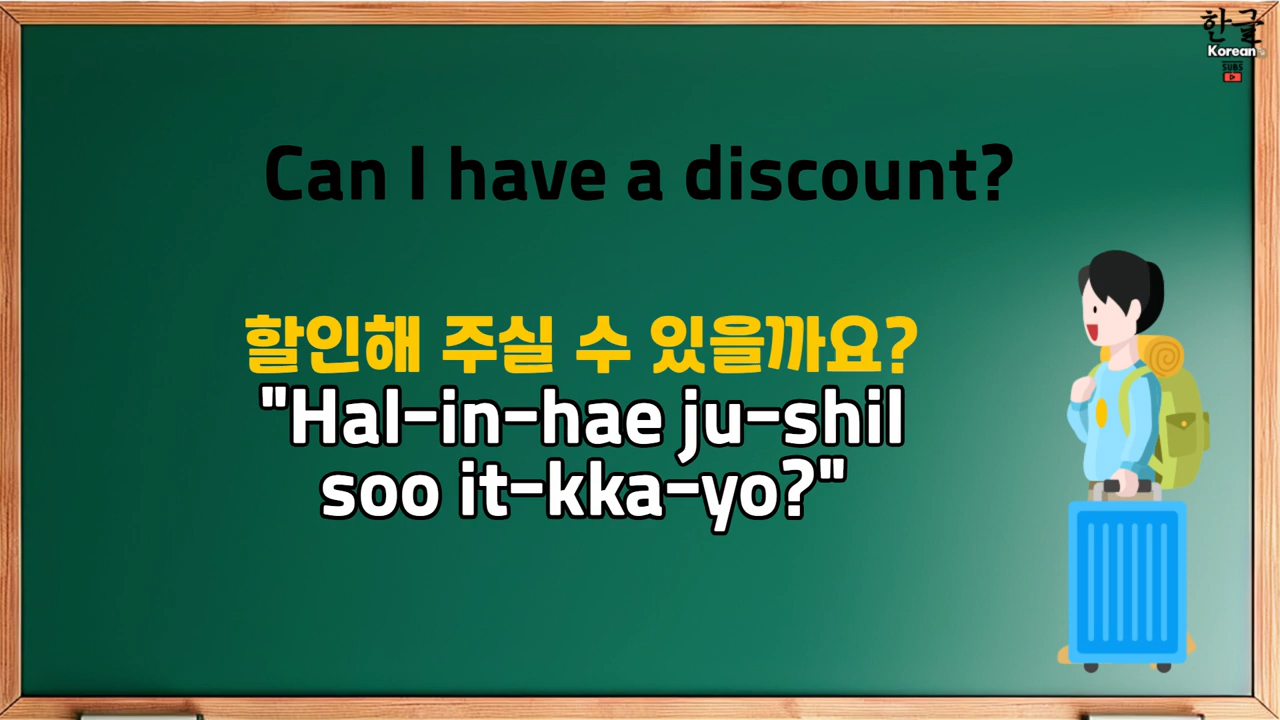 한글
Korean
SUBS
Can I have a discount?
할인해 주실 수 있을까요?
"Hal-in-hae ju-shil
soo it-kka-yo?"